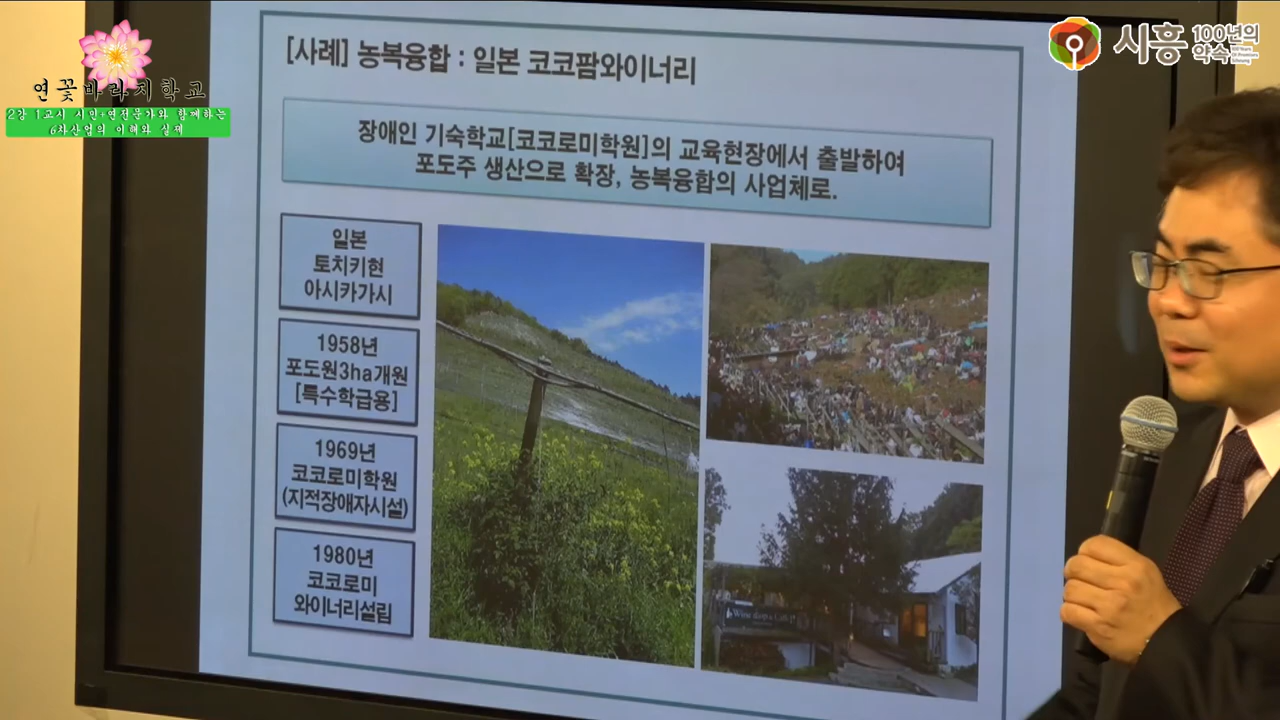 연꽃바라지학교
2강 1교시 시민+연전문가와 함께하는
6차산업의 이해와 실제
시흥 100년의
약속
[사례] 농복융합 : 일본 코코팜와이너리
장애인 기숙학교[코코로미학원]의 교육현장에서 출발하여
포도주 생산으로 확장, 농복융합의 사업체로.
일본
토치키현
아시카가시
1958년
포도원3ha개원
[특수학급용]
1969년
코코로미학원
(지적장애자시설)
1980년
코코로미
와이너리설립
Wine shop & Cafe